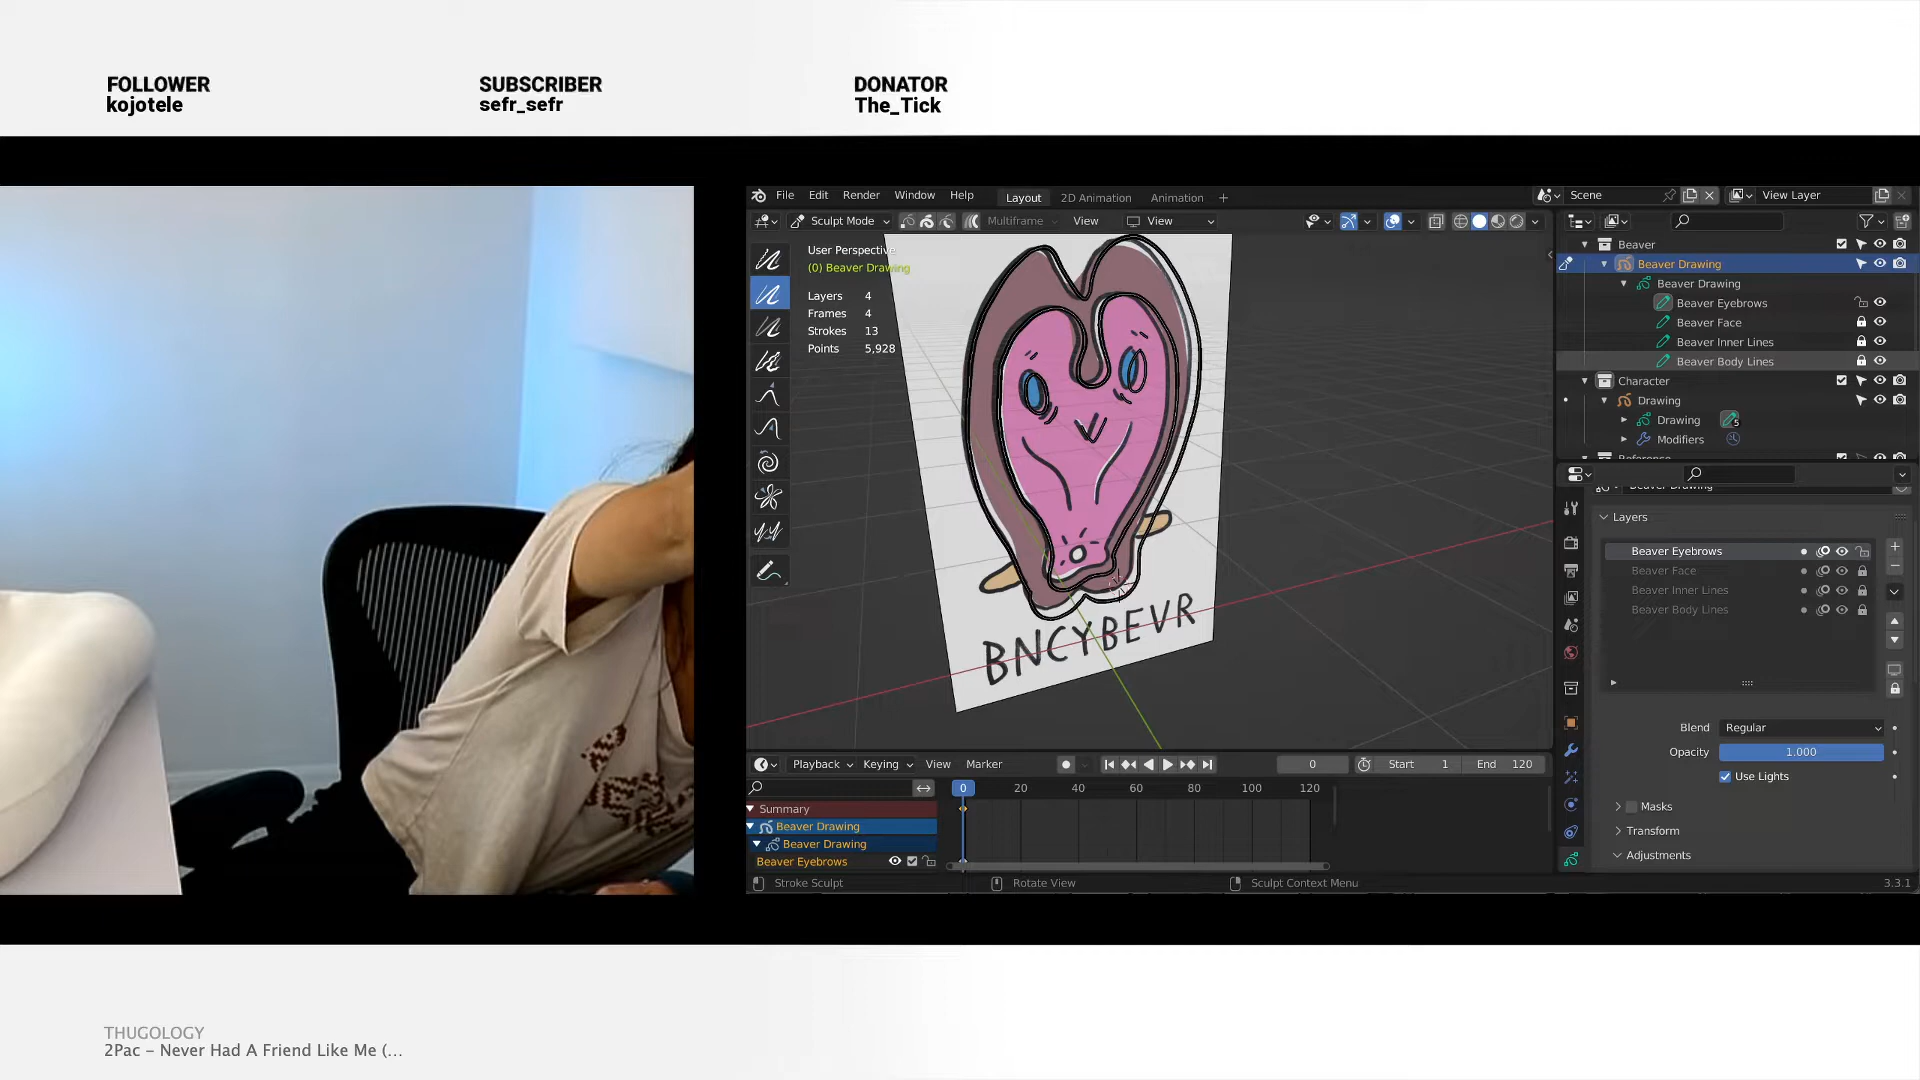 FOLLOWER
kojotele
SUBSCRIBER
sefr_sefr
DONATOR
The_Tick
File Edit Render Window Help Layout 2D Animation Animation + Scene View Layer
Sculpt Mode Multiframe View View
User Perspective
(0) Beaver Drawing
Layers 4
Frames 4
Strokes 13
Points 5,928
BNCYBEVR
Beaver
Beaver Drawing
Beaver Drawing
Beaver Eyebrows
Beaver Face
Beaver Inner Lines
Beaver Body Lines
Character
Drawing
Drawing 5
Modifiers
Layers
Beaver Eyebrows
Beaver Face
Beaver Inner Lines
Beaver Body Lines
Blend Regular
Opacity 1.000
Use Lights
Masks
Transform
Adjustments
Playback Keying View Marker 0 Start 1 End 120
0 20 40 60 80 100 120
Summary
Beaver Drawing
Beaver Drawing
Beaver Eyebrows
Stroke Sculpt Rotate View Sculpt Context Menu 3.3.1
THUGOLOGY
2Pac - Never Had A Friend Like Me (...